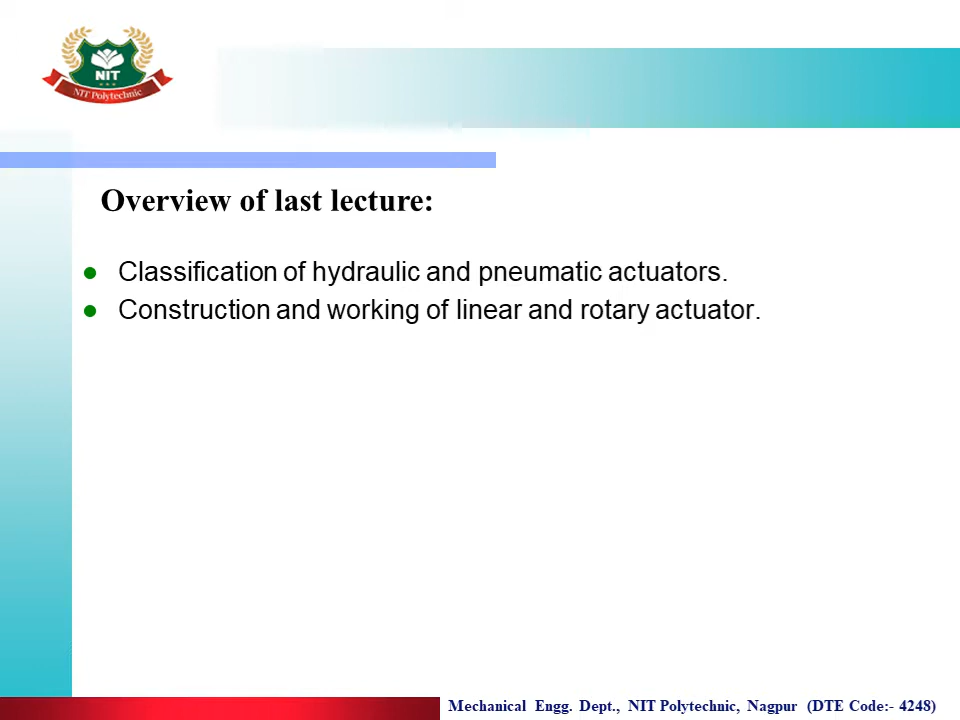 NIT
NIT Polytechnic
Overview of last lecture:
Classification of hydraulic and pneumatic actuators.
Construction and working of linear and rotary actuator.
Mechanical Engg. Dept., NIT Polytechnic, Nagpur (DTE Code:- 4248)